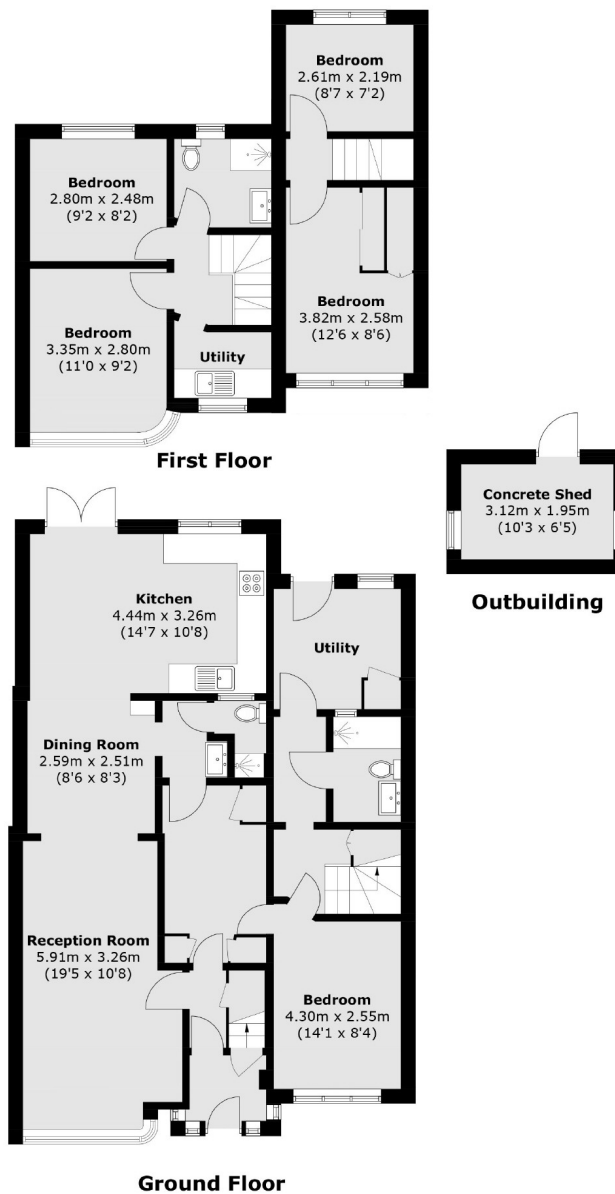 Bedroom
2.61m x 2.19m
(8'7 x 7'2)
Bedroom
2.80m x 2.48m
(9'2 x 8'2)
Bedroom
3.82m x 2.58m
(12'6 x 8'6)
Bedroom
3.35m x 2.80m
(11'0 x 9'2)
Utility
First Floor
Concrete Shed
3.12m x 1.95m
(10'3 x 6'5)
Outbuilding
Kitchen
4.44m x 3.26m
(14'7 x 10'8)
Utility
Dining Room
2.59m x 2.51m
(8'6 x 8'3)
Reception Room
5.91m x 3.26m
(19'5 x 10'8)
Bedroom
4.30m x 2.55m
(14'1 x 8'4)
Ground Floor